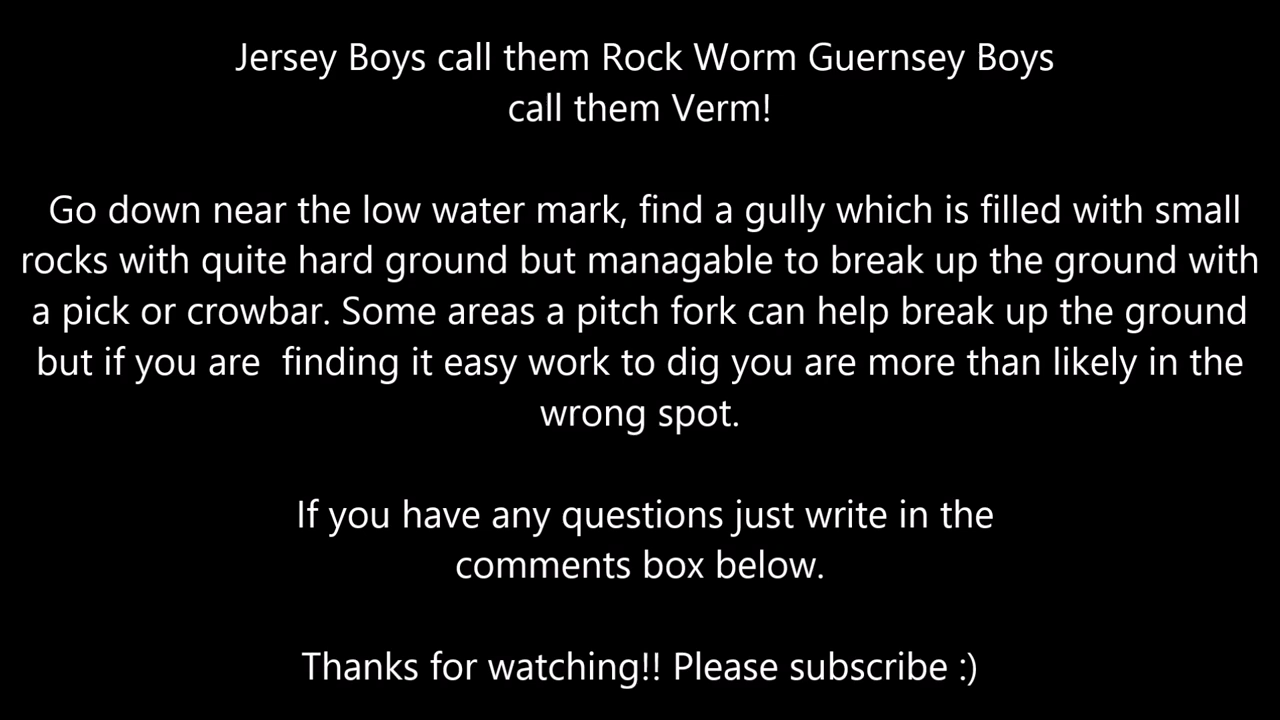 Jersey Boys call them Rock Worm Guernsey Boys
call them Verm!
Go down near the low water mark, find a gully which is filled with small
rocks with quite hard ground but managable to break up the ground with
a pick or crowbar. Some areas a pitch fork can help break up the ground
but if you are  finding it easy work to dig you are more than likely in the
wrong spot.
If you have any questions just write in the
comments box below.
Thanks for watching!! Please subscribe :)